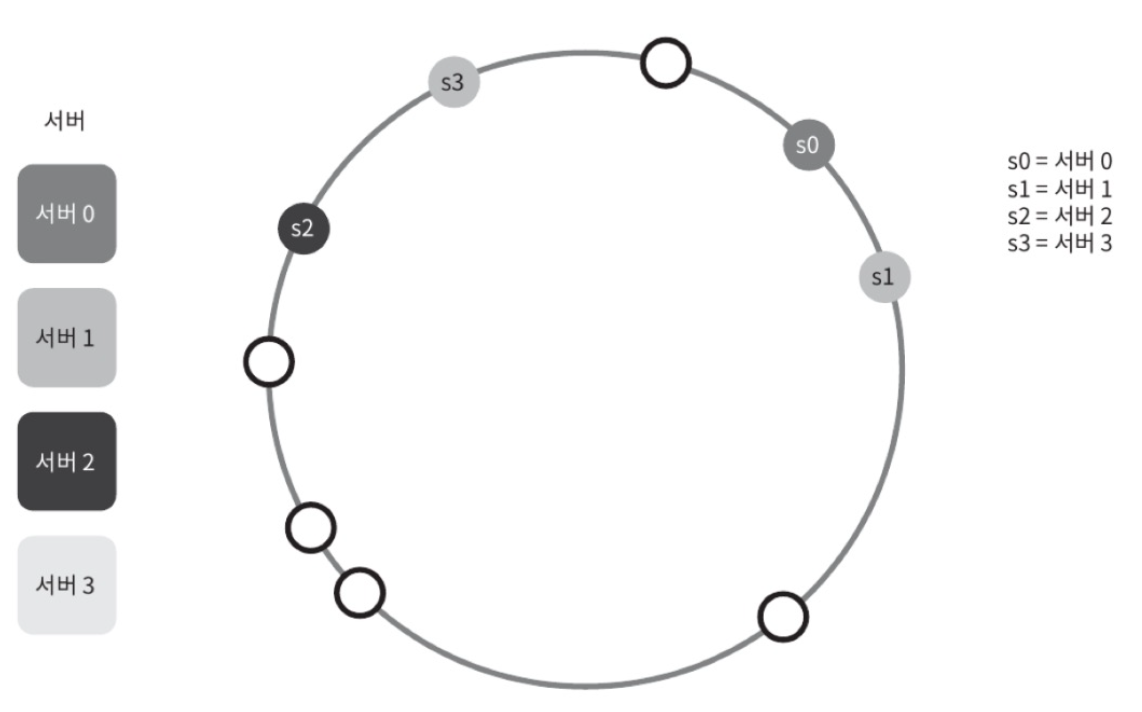 서버
서버 0
서버 1
서버 2
서버 3
s3
s0
s2
s1
s0 = 서버 0
s1 = 서버 1
s2 = 서버 2
s3 = 서버 3